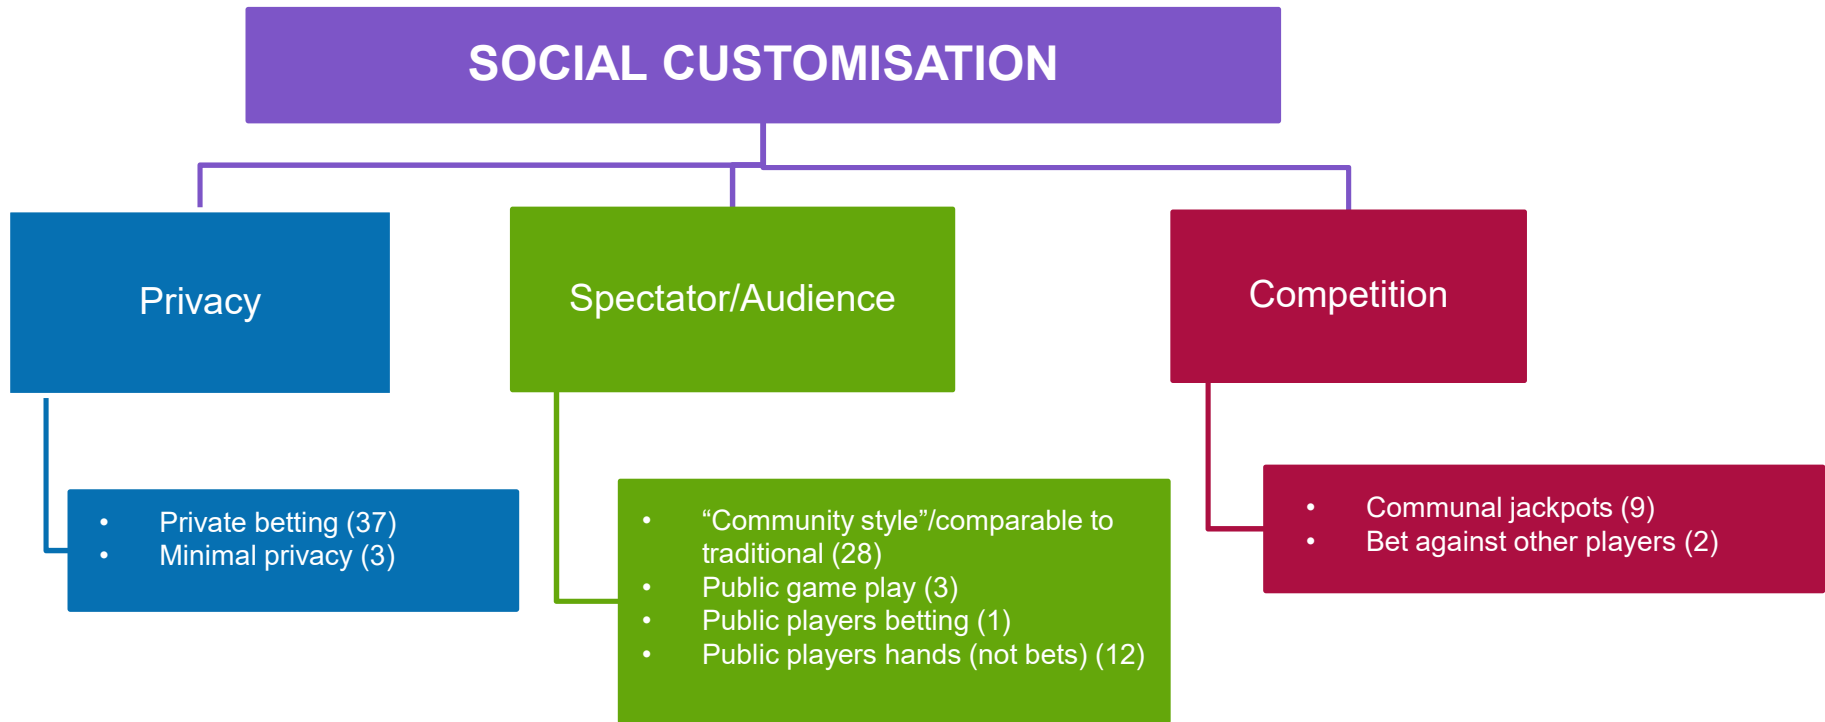 SOCIAL CUSTOMISATION
Privacy
Spectator/Audience
Competition
• Private betting (37)
• Minimal privacy (3)
• “Community style”/comparable to
traditional (28)
• Public game play (3)
• Public players betting (1)
• Public players hands (not bets) (12)
• Communal jackpots (9)
• Bet against other players (2)